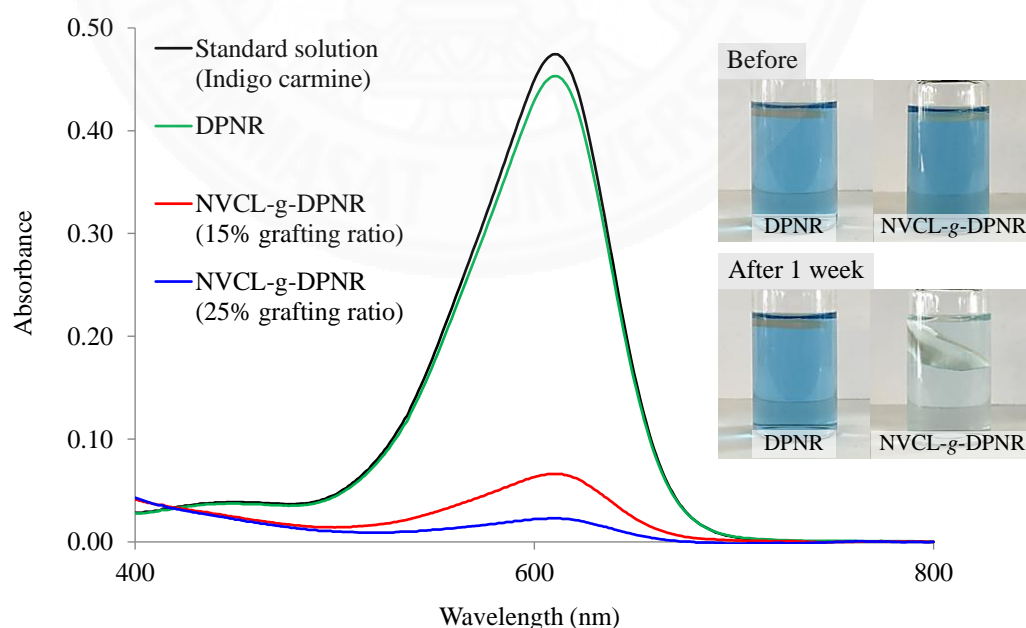 0.50
0.40
0.30
0.20
0.10
0.00
Absorbance
400
600
800
Wavelength (nm)
Standard solution
(Indigo carmine)
DPNR
NVCL-g-DPNR
(15% grafting ratio)
NVCL-g-DPNR
(25% grafting ratio)
Before
DPNR
NVCL-g-DPNR
After 1 week
DPNR
NVCL-g-DPNR